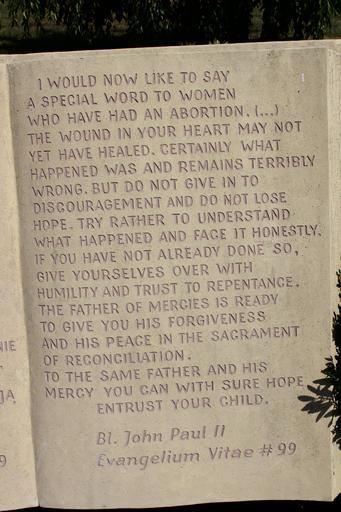 I WOULD NOW LIKE TO SAY
A SPECIAL WORD TO WOMEN
WHO HAVE HAD AN ABORTION. (...)
THE WOUND IN YOUR HEART MAY NOT
YET HAVE HEALED. CERTAINLY WHAT
HAPPENED WAS AND REMAINS TERRIBLY
WRONG. BUT DO NOT GIVE IN TO
DISCOURAGEMENT AND DO NOT LOSE
HOPE. TRY RATHER TO UNDERSTAND
WHAT HAPPENED AND FACE IT HONESTLY.
IF YOU HAVE NOT ALREADY DONE SO,
GIVE YOURSELVES OVER WITH
HUMILITY AND TRUST TO REPENTANCE.
THE FATHER OF MERCIES IS READY
TO GIVE YOU HIS FORGIVENESS
AND HIS PEACE IN THE SACRAMENT
OF RECONCILIATION.
TO THE SAME FATHER AND HIS
MERCY YOU CAN WITH SURE HOPE
ENTRUST YOUR CHILD.
Bl. John Paul II
Evangelium Vitae # 99